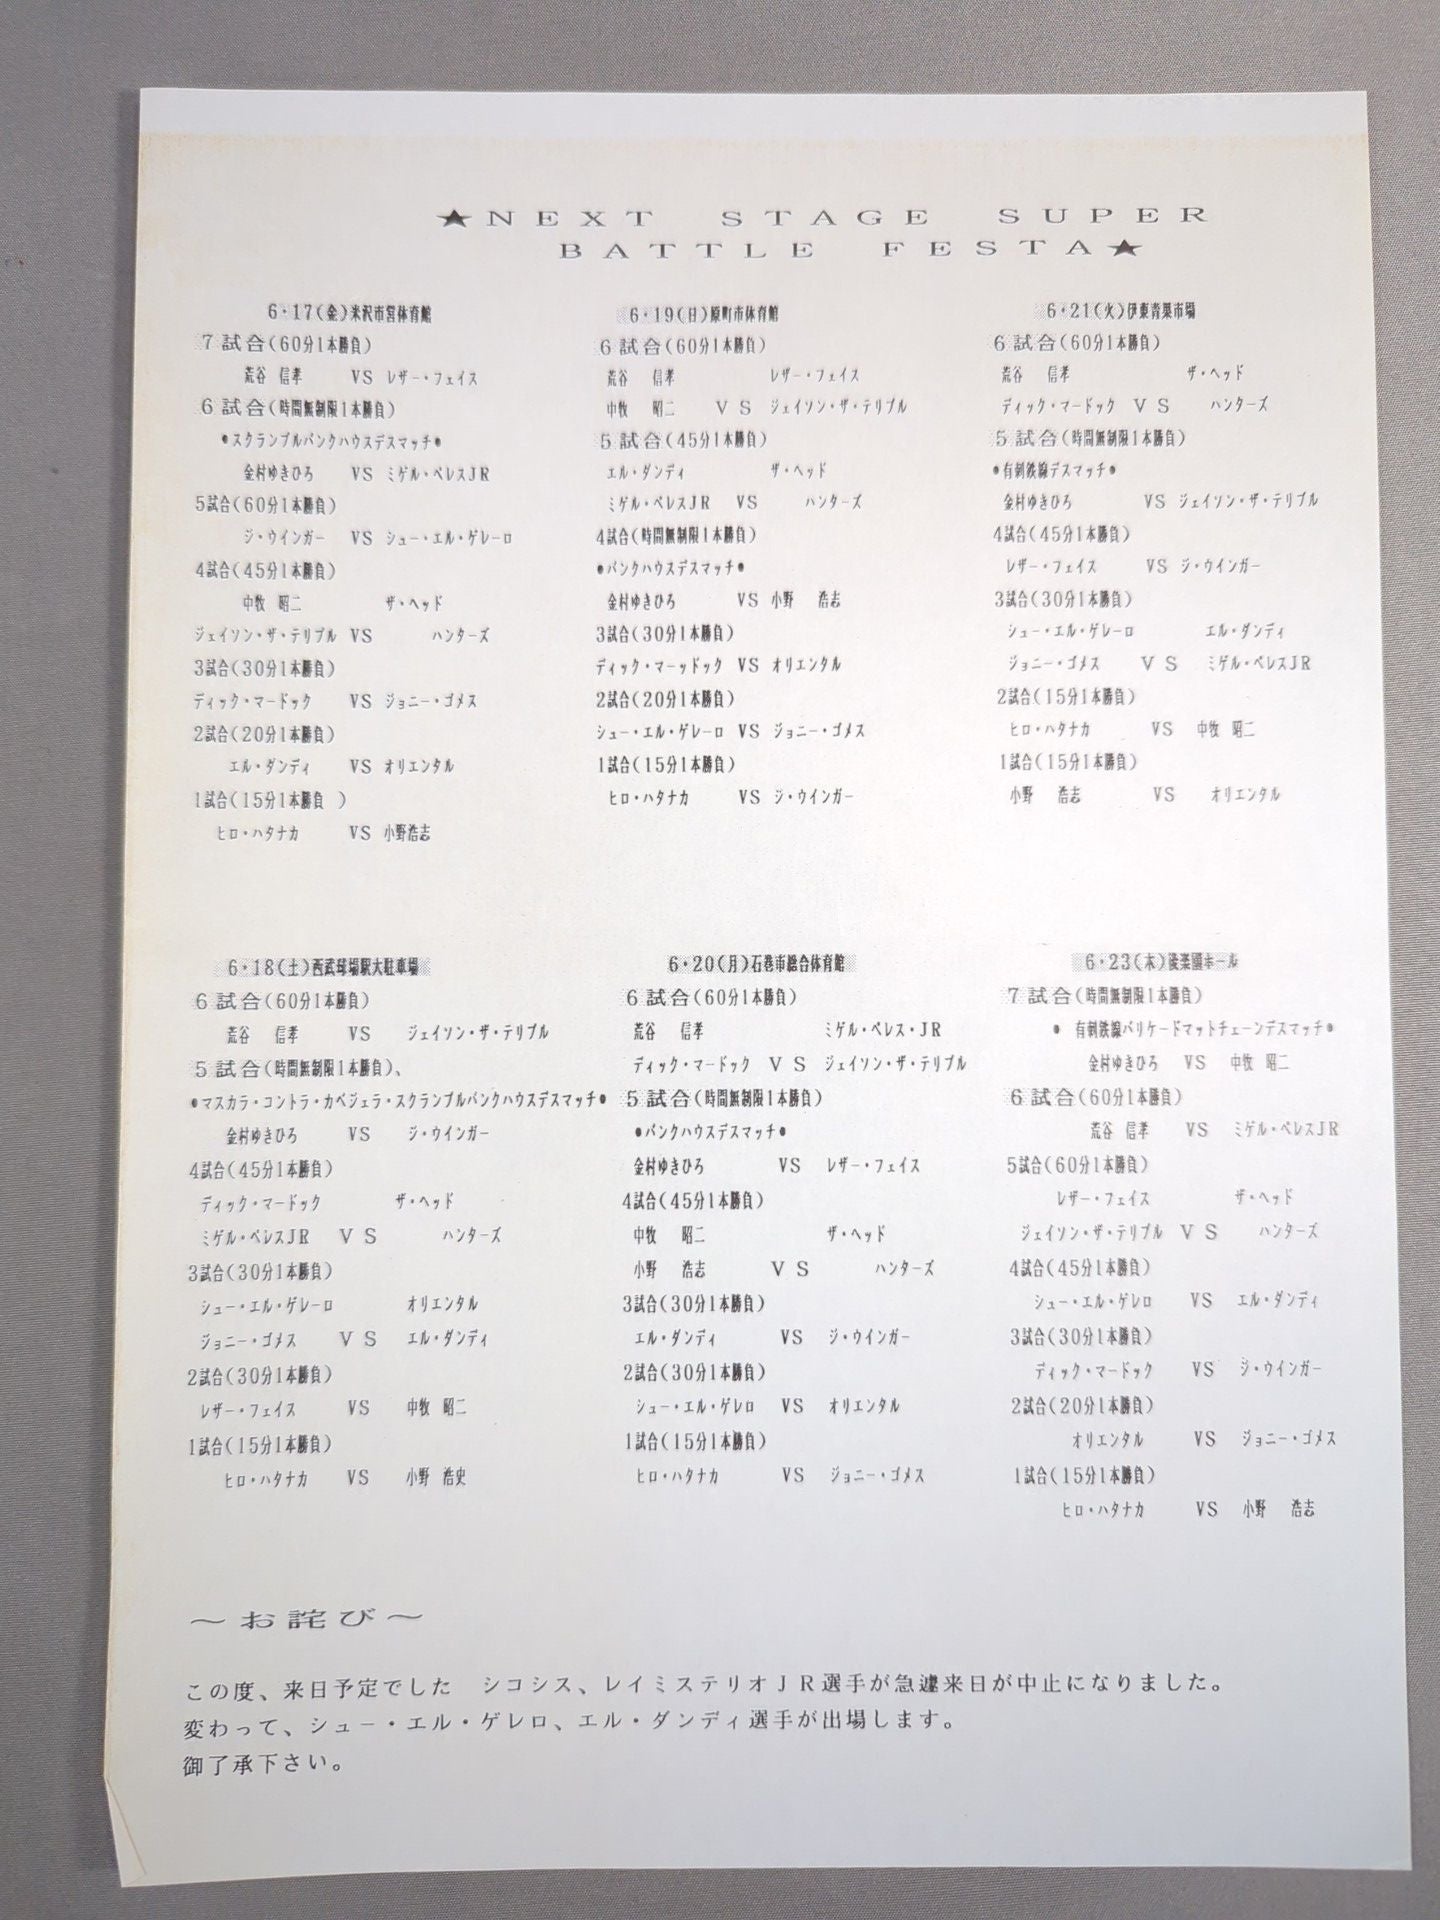 ★NEXT STAGE SUPER
BATTLE FESTA★
6・17(金)米沢市営体育館
7試合(60分1本勝負)
荒谷 信孝 VS レザー・フェイス
6試合(時間無制限1本勝負)
●スクランブルバンクハウスデスマッチ●
金村ゆきひろ VS ミゲル・ペレスJR
5試合(60分1本勝負)
ジ・ウインガー VS シュー・エル・ゲレーロ
4試合(45分1本勝負)
中牧 昭二 ザ・ヘッド
ジェイソン・ザ・テリブル VS ハンターズ
3試合(30分1本勝負)
ディック・マードック VS ジョニー・ゴメス
2試合(20分1本勝負)
エル・ダンディ VS オリエンタル
1試合(15分1本勝負 )
ヒロ・ハタナカ VS 小野浩志
6・19(日)原町市体育館
6試合(60分1本勝負)
荒谷 信孝 レザー・フェイス
中牧 昭二 VS ジェイソン・ザ・テリブル
5試合(45分1本勝負)
エル・ダンディ ザ・ヘッド
ミゲル・ペレスJR VS ハンターズ
4試合(時間無制限1本勝負)
●バンクハウスデスマッチ●
金村ゆきひろ VS 小野 浩志
3試合(30分1本勝負)
ディック・マーッドック VS オリエンタル
2試合(20分1本勝負)
シュー・エル・ゲレーロ VS ジョニー・ゴメス
1試合(15分1本勝負)
ヒロ・ハタナカ VS ジ・ウインガー
6・21(火)伊東青果市場
6試合(60分1本勝負)
荒谷 信孝 ザ・ヘッド
ディック・マードック VS ハンターズ
5試合(時間無制限1本勝負)
●有刺鉄線デスマッチ●
金村ゆきひろ VS ジェイソン・ザ・テリブル
4試合(45分1本勝負)
レザー・フェイス VS ジ・ウインガー
3試合(30分1本勝負)
シュー・エル・ゲレーロ エル・ダンディ
ジョニー・ゴメス VS ミゲル・ペレスJR
2試合(15分1本勝負)
ヒロ・ハタナカ VS 中牧 昭二
1試合(15分1本勝負)
小野 浩志 VS オリエンタル
6・18(土)西武球場駅大駐車場
6試合(60分1本勝負)
荒谷 信孝 VS ジェイソン・ザ・テリブル
5試合(時間無制限1本勝負)、
●マスカラ・コントラ・カベジェラ・スクランブルバンクハウスデスマッチ●
金村ゆきひろ VS ジ・ウインガー
4試合(45分1本勝負)
ディック・マードック ザ・ヘッド
ミゲル・ペレスJR VS ハンターズ
3試合(30分1本勝負)
シュー・エル・ゲレーロ オリエンタル
ジョニー・ゴメス VS エル・ダンディ
2試合(30分1本勝負)
レザー・フェイス VS 中牧 昭二
1試合(15分1本勝負)
ヒロ・ハタナカ VS 小野 浩史
6・20(月)石巻市総合体育館
6試合(60分1本勝負)
荒谷 信孝 ミゲル・ペレス・JR
ディック・マードック VS ジェイソン・ザ・テリブル
5試合(時間無制限1本勝負)
●バンクハウスデスマッチ●
金村ゆきひろ VS レザー・フェイス
4試合(45分1本勝負)
中牧 昭二 ザ・ヘッド
小野 浩志 VS ハンターズ
3試合(30分1本勝負)
エル・ダンディ VS ジ・ウインガー
2試合(30分1本勝負)
シュー・エル・ゲレロ VS オリエンタル
1試合(15分1本勝負)
ヒロ・ハタナカ VS ジョニー・ゴメス
6・23(木)後楽園ホール
7試合(時間無制限1本勝負)
● 有刺鉄線バリケードマットチェーンデスマッチ●
金村ゆきひろ VS 中牧 昭二
6試合(60分1本勝負)
荒谷 信孝 VS ミゲル・ペレスJR
5試合(60分1本勝負)
レザー・フェイス ザ・ヘッド
ジェイソン・ザ・テリブル VS ハンターズ
4試合(45分1本勝負)
シュー・エル・ゲレロ VS エル・ダンディ
3試合(30分1本勝負)
ディック・マードック VS ジ・ウインガー
2試合(20分1本勝負)
オリエンタル VS ジョニー・ゴメス
1試合(15分1本勝負)
ヒロ・ハタナカ VS 小野 浩志
～お詫び～
この度、来日予定でした シコシス、レイミステリオJR選手が急遽来日が中止になりました。
変わって、シュー・エル・ゲレロ、エル・ダンディ選手が出場します。
御了承下さい。